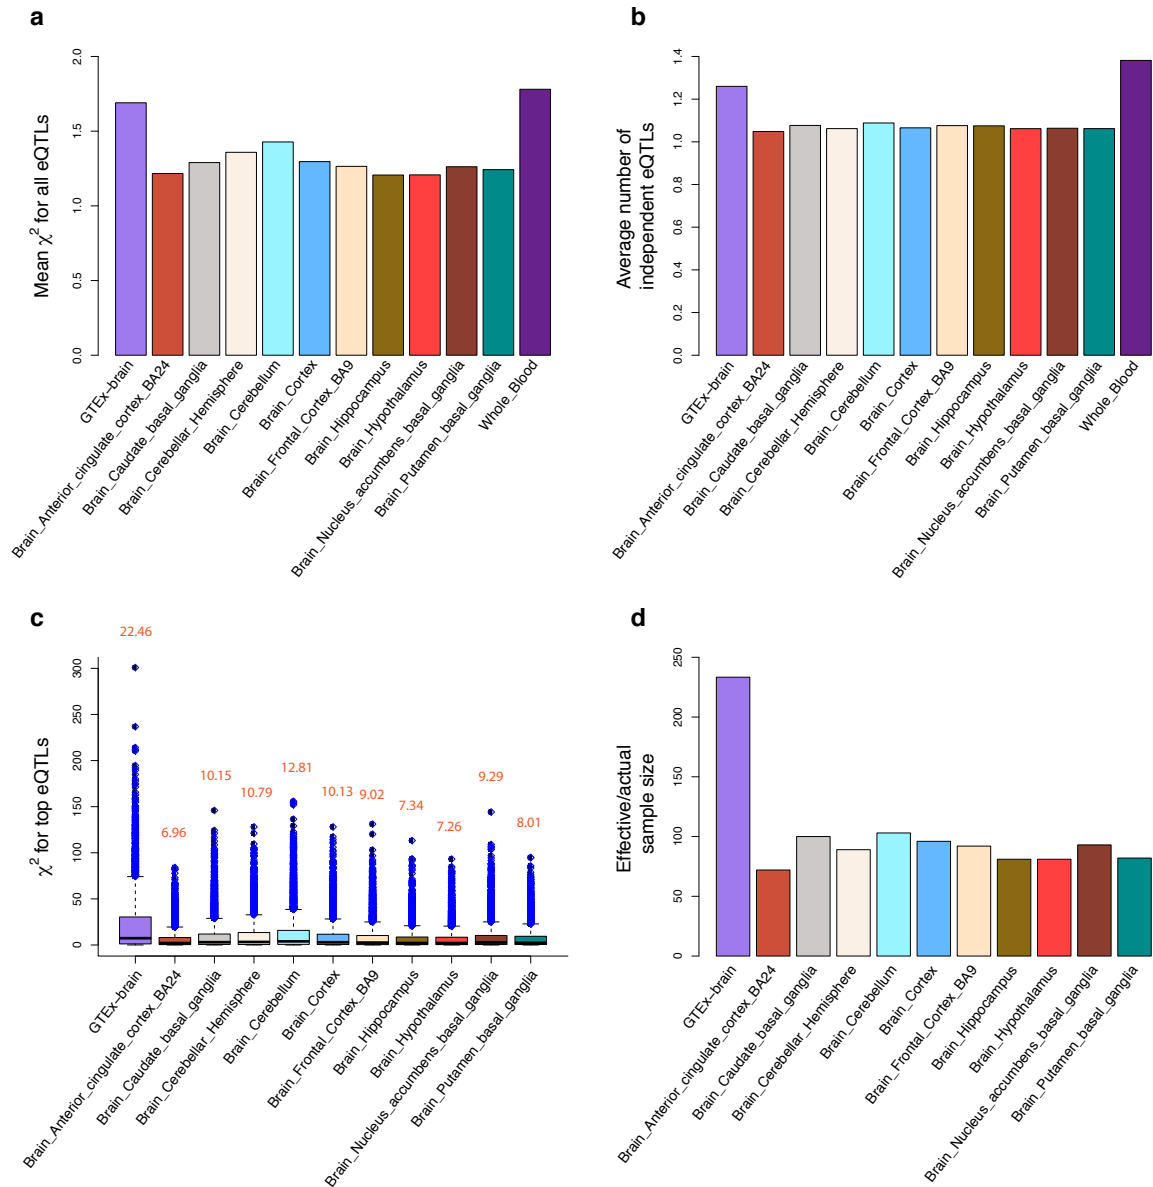 a
Mean χ² for all eQTLs
2.0
1.5
1.0
0.5
0.0
GTEx−brain
Brain_Anterior_cingulate_cortex_BA24
Brain_Caudate_basal_ganglia
Brain_Cerebellar_Hemisphere
Brain_Cerebellum
Brain_Cortex
Brain_Frontal_Cortex_BA9
Brain_Hippocampus
Brain_Hypothalamus
Brain_Nucleus_accumbens_basal_ganglia
Brain_Putamen_basal_ganglia
Whole_Blood
b
Average number of
independent eQTLs
1.4
1.2
1.0
0.8
0.6
0.4
0.2
0.0
GTEx−brain
Brain_Anterior_cingulate_cortex_BA24
Brain_Caudate_basal_ganglia
Brain_Cerebellar_Hemisphere
Brain_Cerebellum
Brain_Cortex
Brain_Frontal_Cortex_BA9
Brain_Hippocampus
Brain_Hypothalamus
Brain_Nucleus_accumbens_basal_ganglia
Brain_Putamen_basal_ganglia
Whole_Blood
c
χ² for top eQTLs
300
250
200
150
100
50
0
22.46
6.96
10.15
10.79
12.81
10.13
9.02
7.34
7.26
9.29
8.01
GTEx−brain
Brain_Anterior_cingulate_cortex_BA24
Brain_Caudate_basal_ganglia
Brain_Cerebellar_Hemisphere
Brain_Cerebellum
Brain_Cortex
Brain_Frontal_Cortex_BA9
Brain_Hippocampus
Brain_Hypothalamus
Brain_Nucleus_accumbens_basal_ganglia
Brain_Putamen_basal_ganglia
d
Effective/actual
sample size
250
200
150
100
50
0
GTEx−brain
Brain_Anterior_cingulate_cortex_BA24
Brain_Caudate_basal_ganglia
Brain_Cerebellar_Hemisphere
Brain_Cerebellum
Brain_Cortex
Brain_Frontal_Cortex_BA9
Brain_Hippocampus
Brain_Hypothalamus
Brain_Nucleus_accumbens_basal_ganglia
Brain_Putamen_basal_ganglia